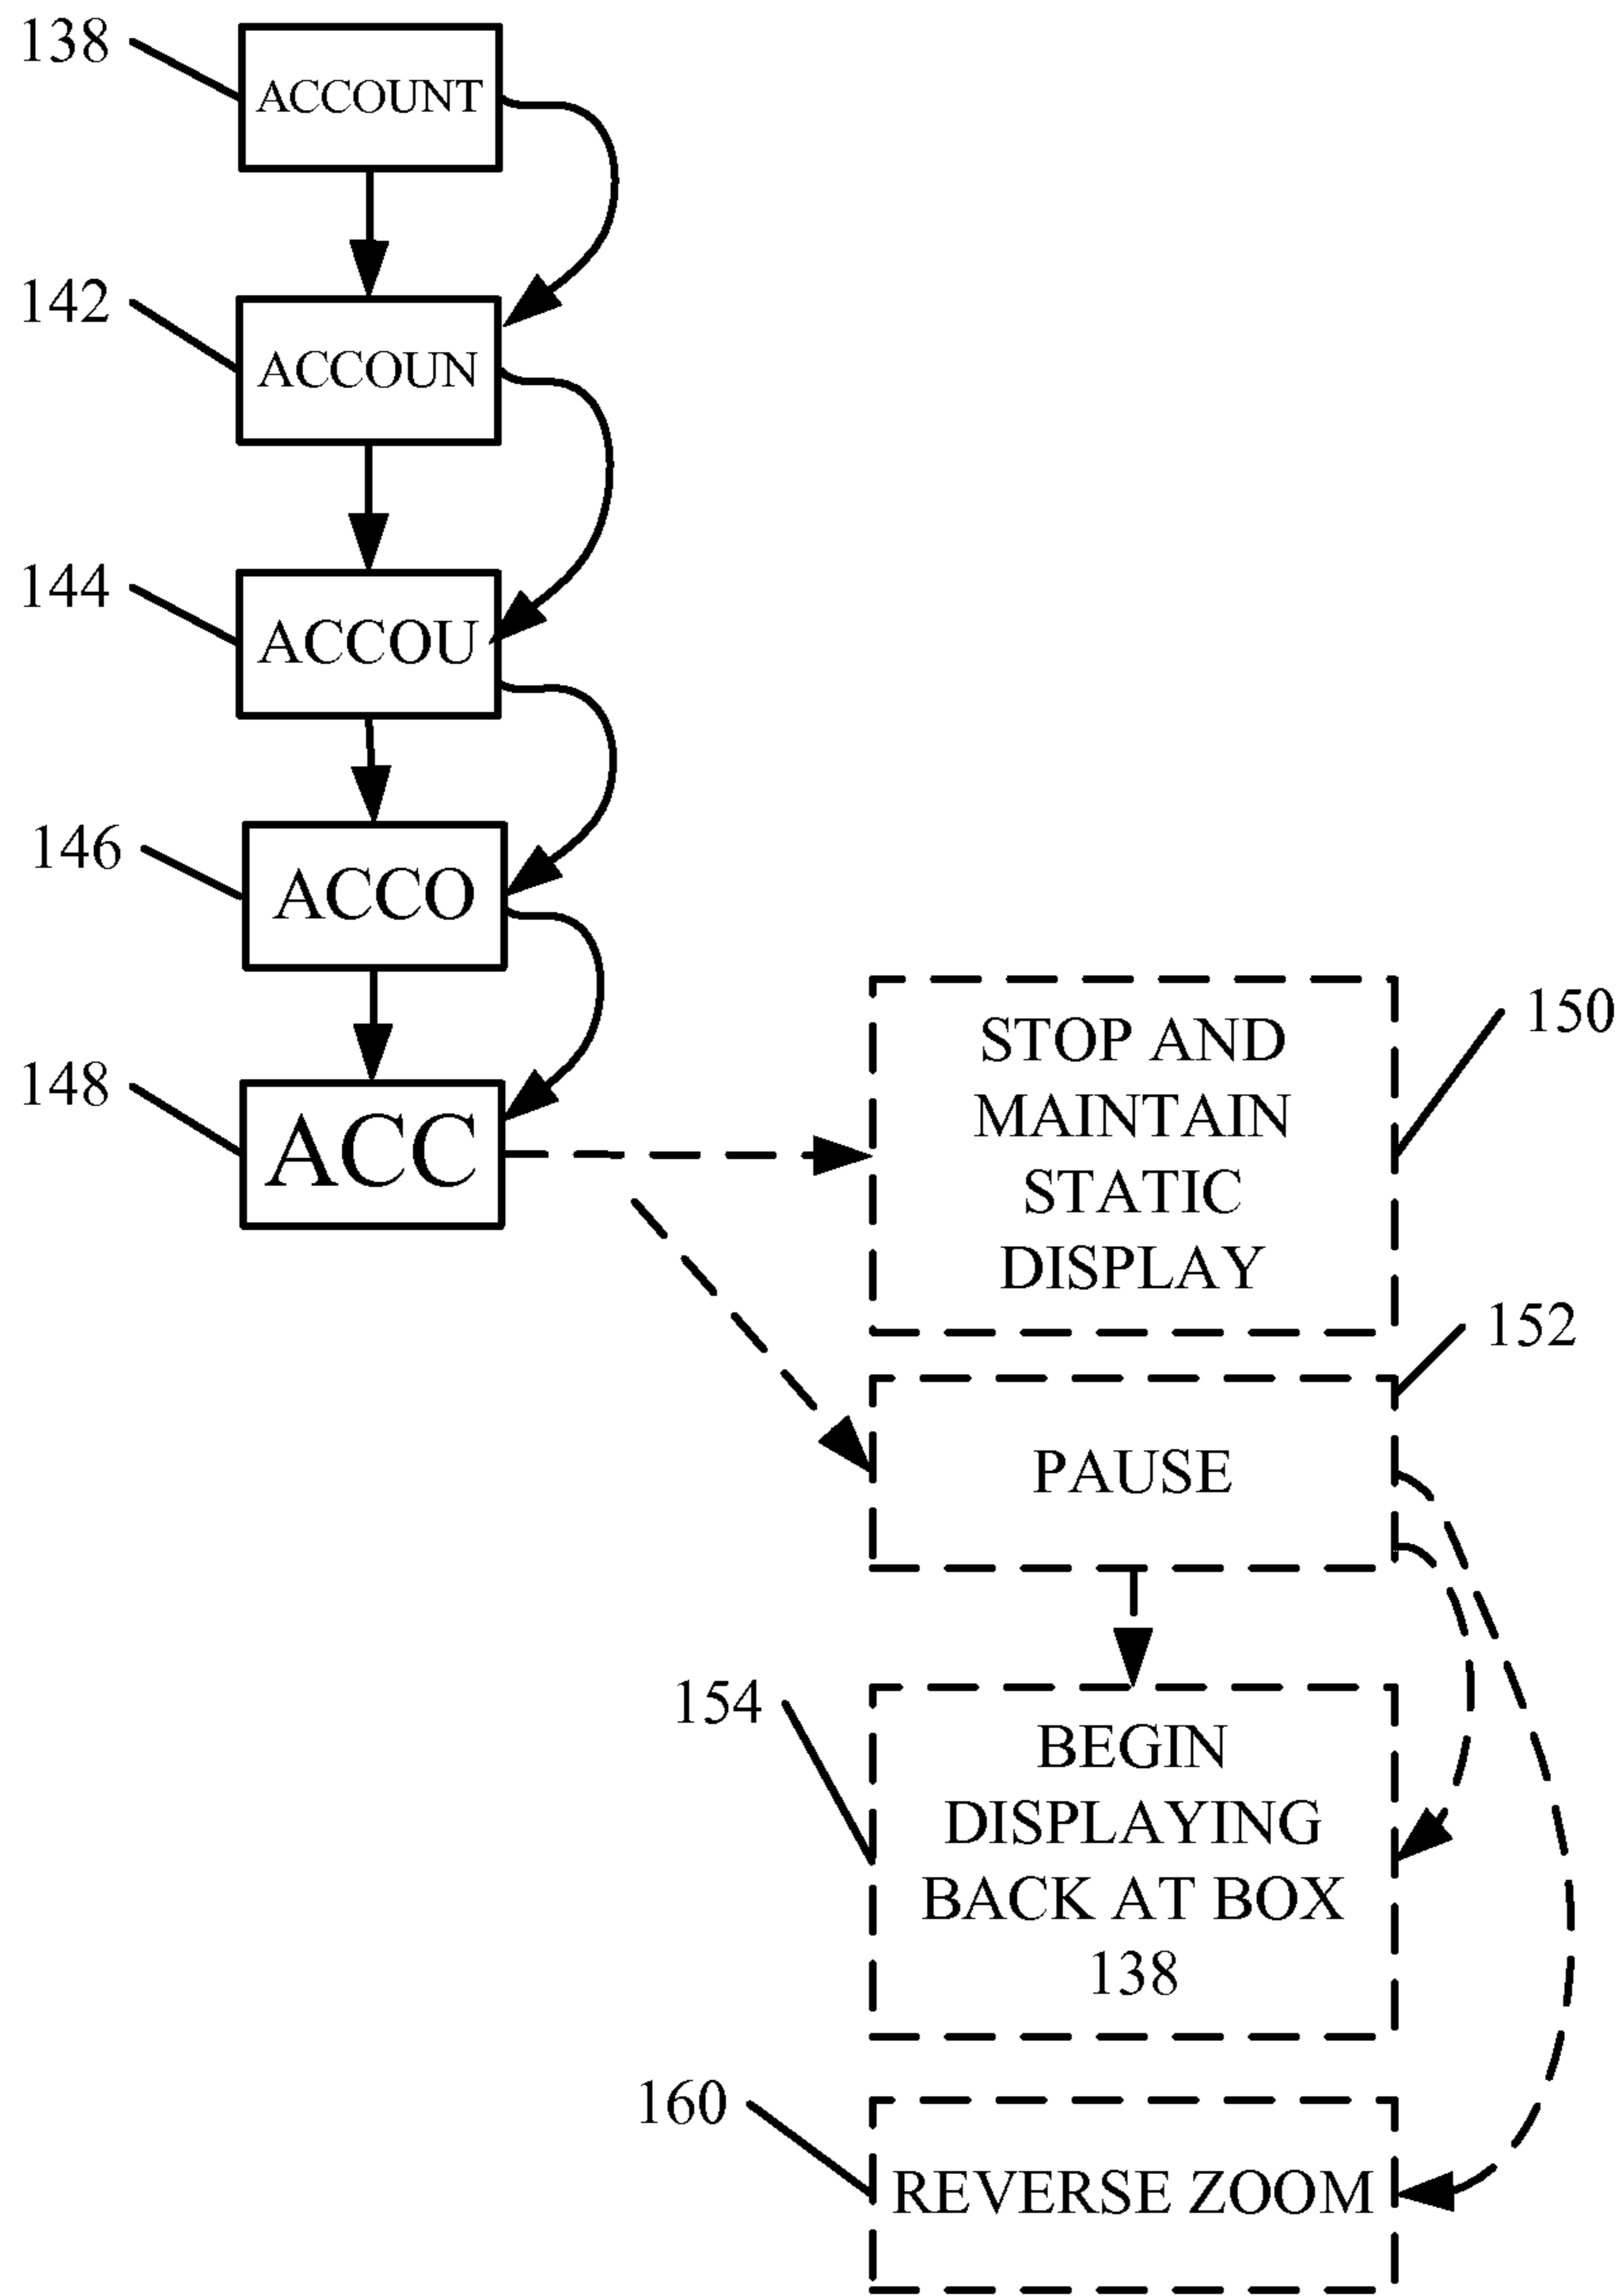 138
ACCOUNT
142
ACCOUN
144
ACCOU
146
ACCO
148
ACC
150
STOP AND
MAINTAIN
STATIC
DISPLAY
152
PAUSE
154
BEGIN
DISPLAYING
BACK AT BOX
138
160
REVERSE ZOOM